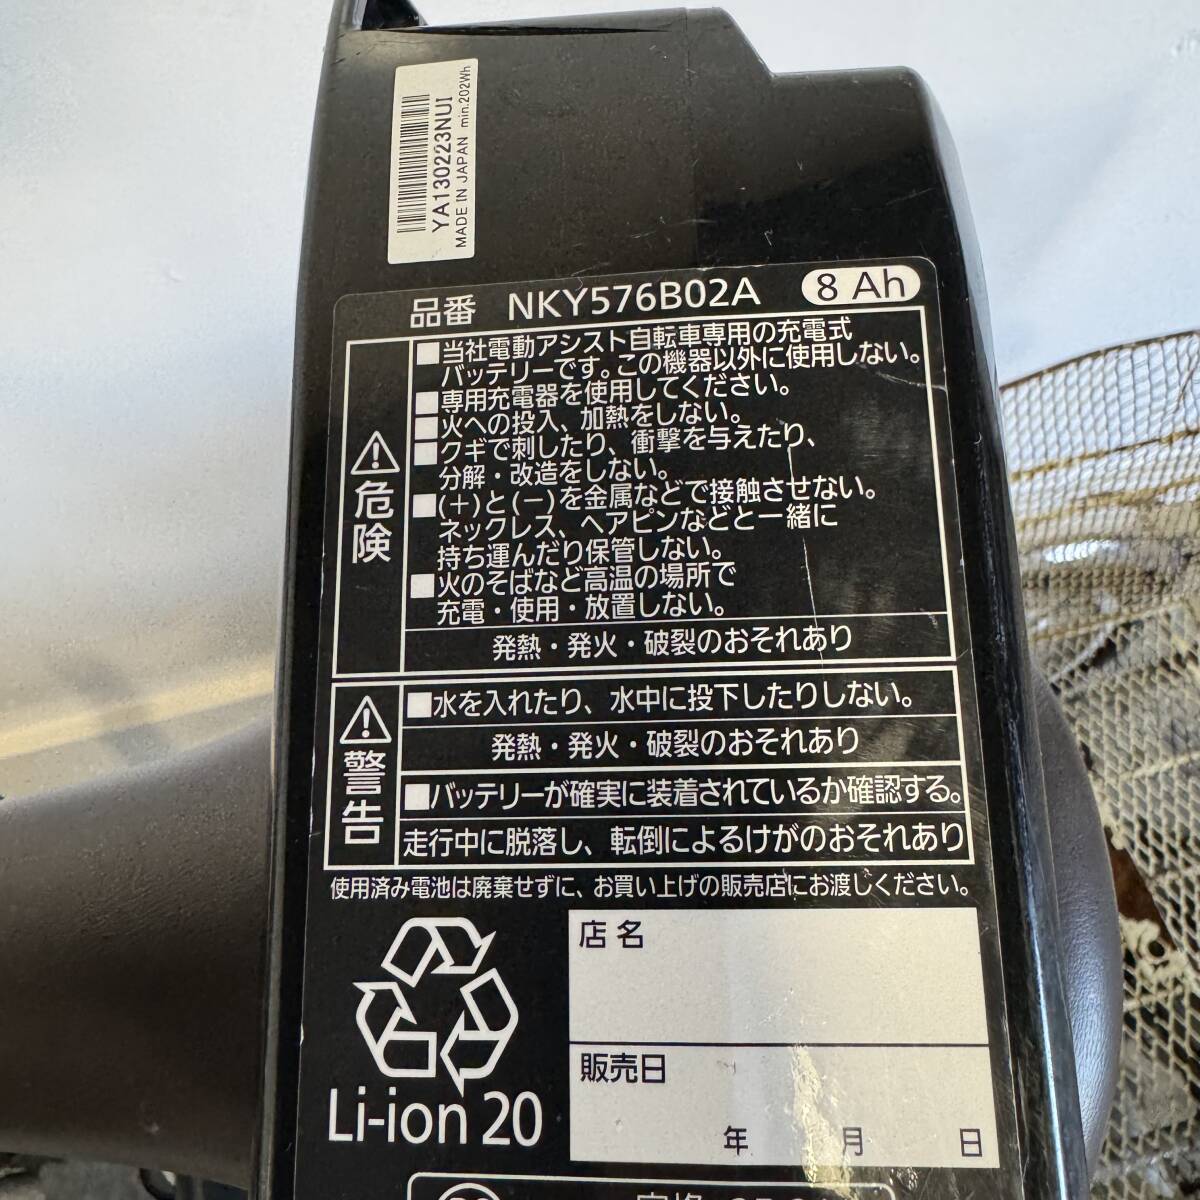 YA130223NUI
MADE IN JAPAN min.202Wh
品番 NKY576B02A 8 Ah
危険
■当社電動アシスト自転車専用の充電式
バッテリーです。この機器以外に使用しない。
■専用充電器を使用してください。
■火への投入、加熱をしない。
■クギで刺したり、衝撃を与えたり、
分解・改造をしない。
■(+)と(−)を金属などで接触させない。
ネックレス、ヘアピンなどと一緒に
持ち運んだり保管しない。
■火のそばなど高温の場所で
充電・使用・放置しない。
発熱・発火・破裂のおそれあり
警告
■水を入れたり、水中に投下したりしない。
発熱・発火・破裂のおそれあり
■バッテリーが確実に装着されているか確認する。
走行中に脱落し、転倒によるけがのおそれあり
使用済み電池は廃棄せずに、お買い上げの販売店にお渡しください。
Li-ion 20
店名
販売日
年 月 日